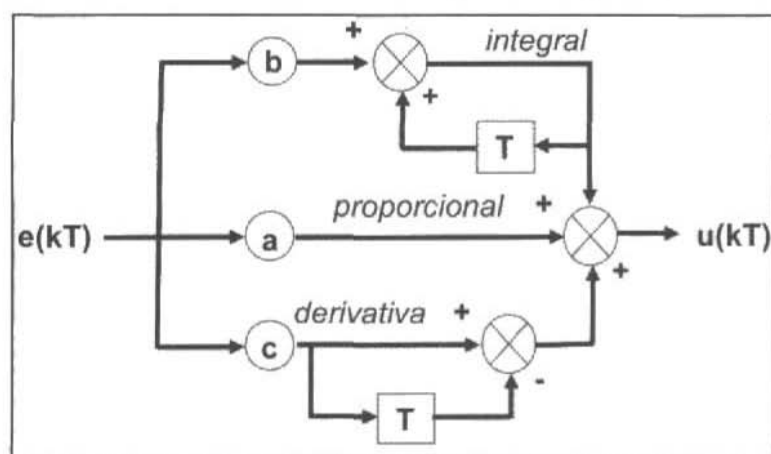 b
+
integral
+
T
e(kT)
a
proporcional
+
u(kT)
+
c
derivativa
+
-
T